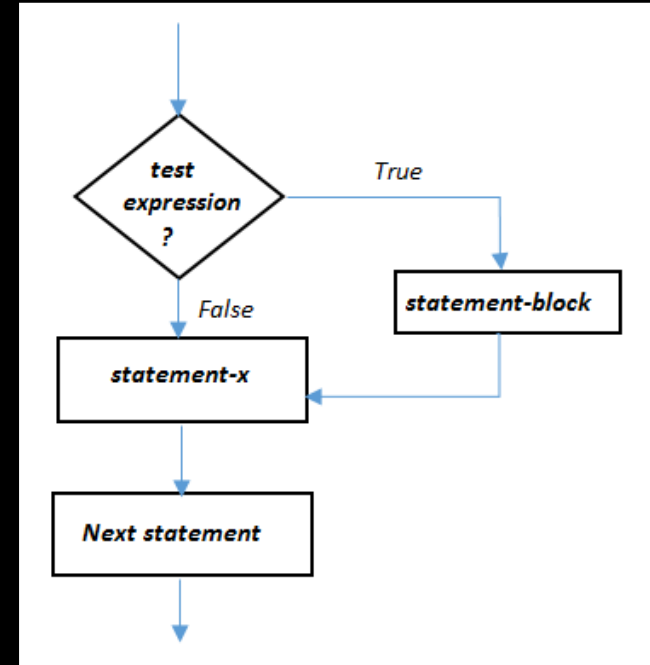 test
expression
?
True
statement-block
False
statement-x
Next statement